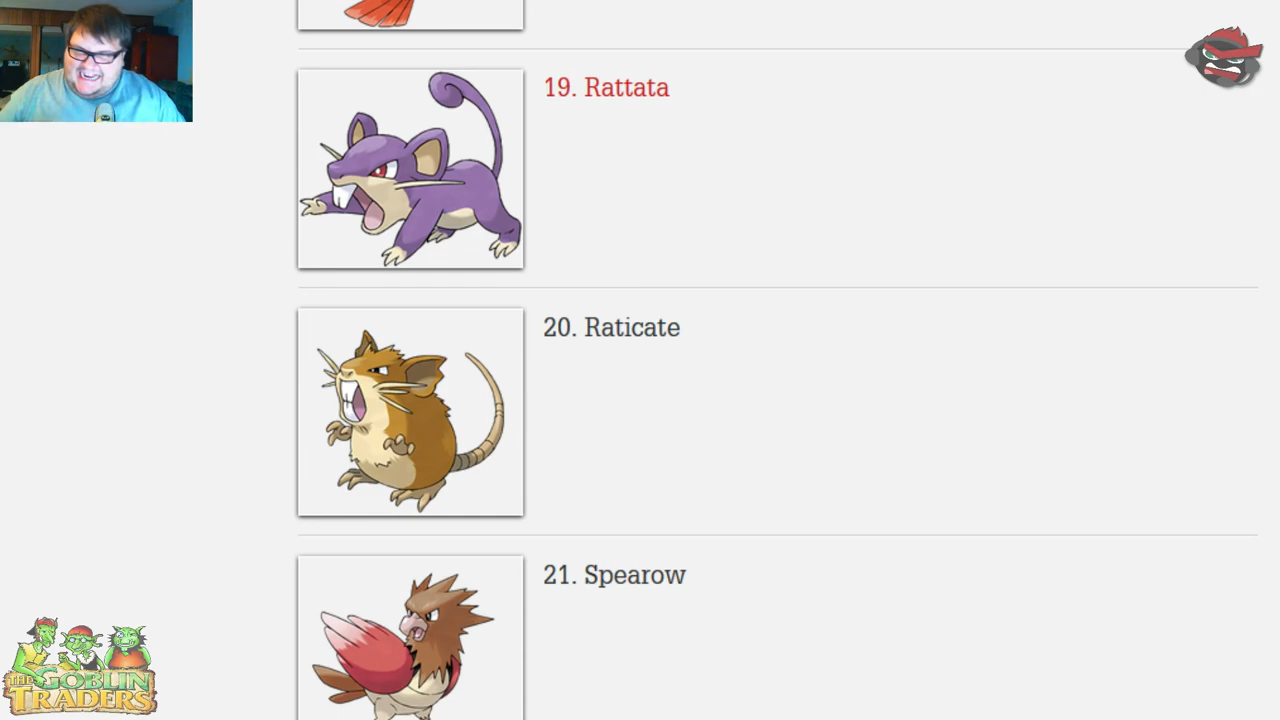 19. Rattata
20. Raticate
21. Spearow
THE GOBLIN
TRADERS